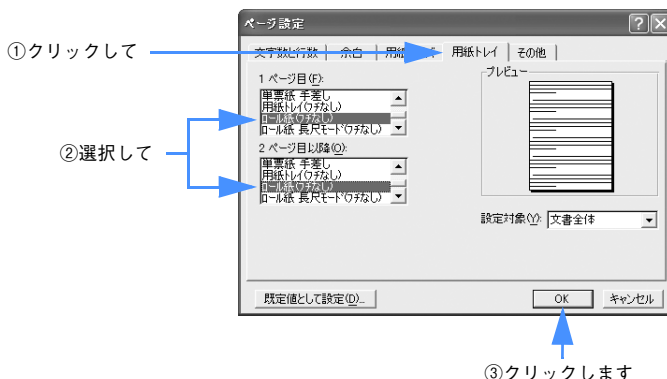 ページ設定
①クリックして
文字数と行数 余白 用紙 用紙トレイ その他
1 ページ目(F):
単票紙 手差し
用紙トレイ(フチなし)
ロール紙(フチなし)
ロール紙 長尺モード(フチなし)
プレビュー
②選択して
2 ページ目以降(O):
単票紙 手差し
用紙トレイ(フチなし)
ロール紙(フチなし)
ロール紙 長尺モード(フチなし)
設定対象(Y): 文書全体
既定値として設定(D)... OK キャンセル
③クリックします